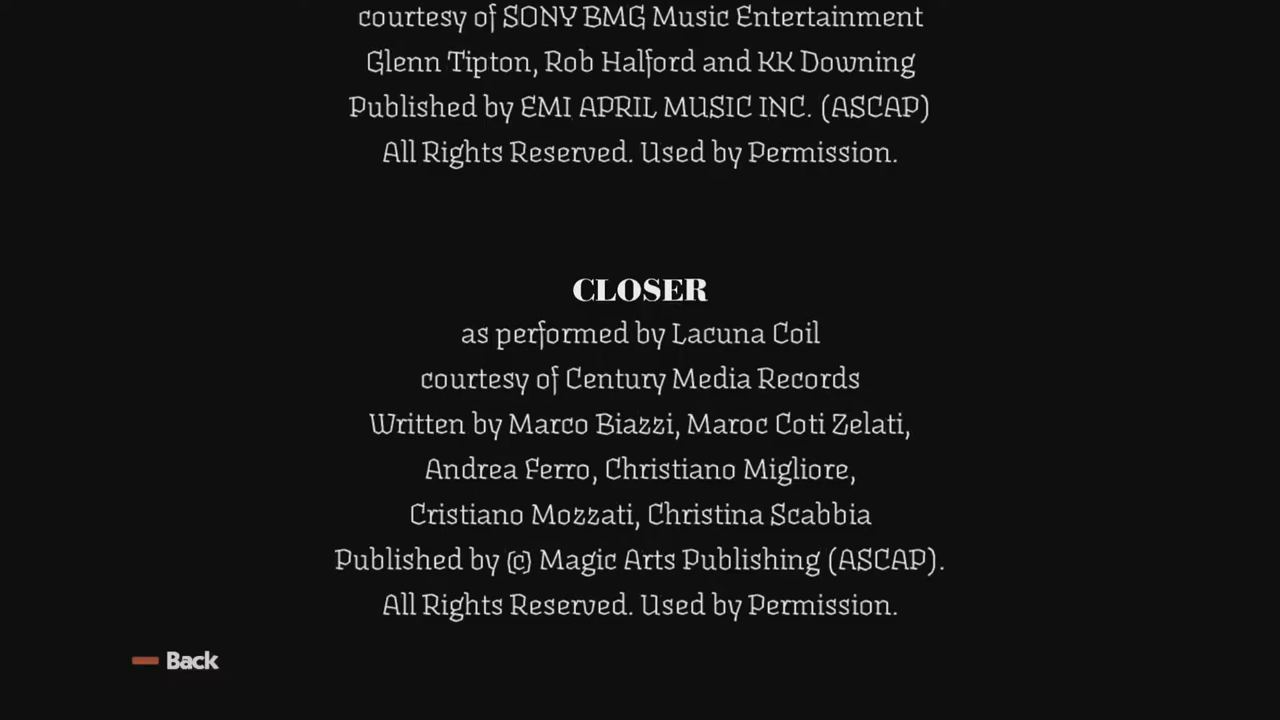 courtesy of SONY BMG Music Entertainment
Glenn Tipton, Rob Halford and KK Downing
Published by EMI APRIL MUSIC INC. (ASCAP)
All Rights Reserved. Used by Permission.
CLOSER
as performed by Lacuna Coil
courtesy of Century Media Records
Written by Marco Biazzi, Maroc Coti Zelati,
Andrea Ferro, Christiano Migliore,
Cristiano Mozzati, Christina Scabbia
Published by (c) Magic Arts Publishing (ASCAP).
All Rights Reserved. Used by Permission.
Back